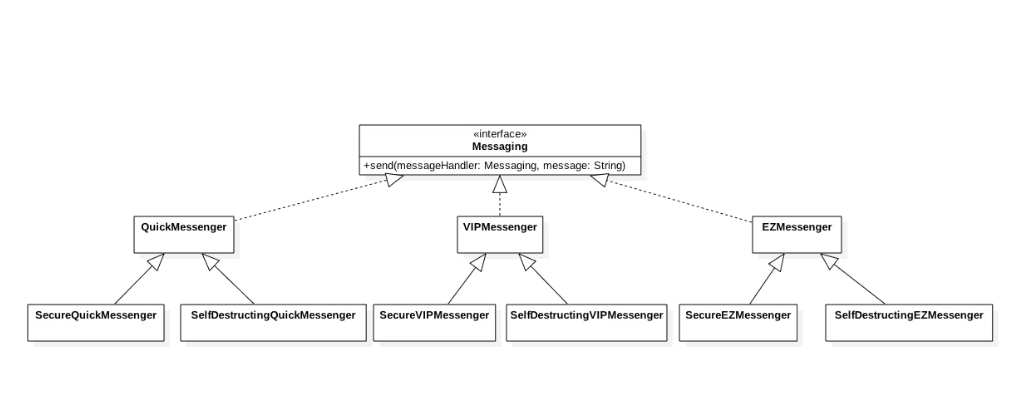 «interface»
Messaging
+send(messageHandler: Messaging, message: String)
QuickMessenger
VIPMessenger
EZMessenger
SecureQuickMessenger
SelfDestructingQuickMessenger
SecureVIPMessenger
SelfDestructingVIPMessenger
SecureEZMessenger
SelfDestructingEZMessenger